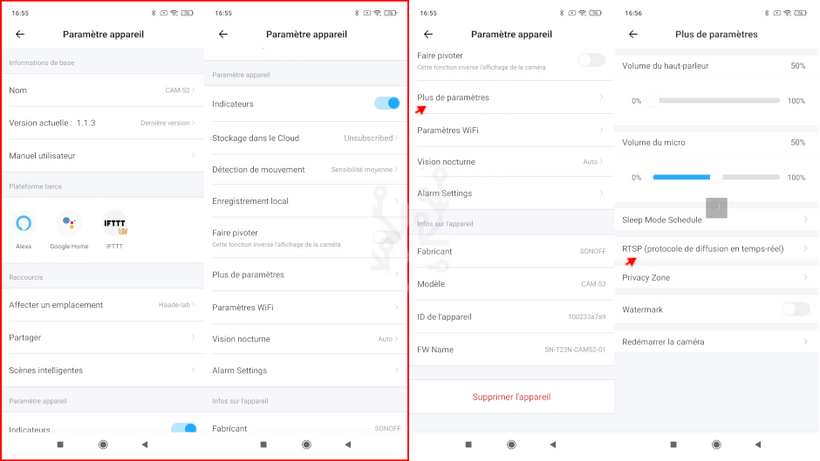 16:55
Paramètre appareil
Informations de base
Nom
CAM-S2
Version actuelle : 1.1.3
Dernière version
Manuel utilisateur
Plateforme tierce
IFTTT
Alexa
Google Home
IFTTT
Raccourcis
Affecter un emplacement
Haade-lab
Partager
Scènes intelligentes
Paramètre appareil
Indicateurs
16:55
Paramètre appareil
Paramètre appareil
Indicateurs
Stockage dans le Cloud
Unsubscribed
Détection de mouvement
Sensibilité moyenne
Enregistrement local
Faire pivoter
Cette fonction inverse l'affichage de la caméra.
Plus de paramètres
Paramètres WiFi
Vision nocturne
Auto
Alarm Settings
Infos sur l'appareil
Fabricant
SONOFF
16:55
Paramètre appareil
Faire pivoter
Cette fonction inverse l'affichage de la caméra.
Plus de paramètres
Paramètres WiFi
Vision nocturne
Auto
Alarm Settings
Infos sur l'appareil
Fabricant
SONOFF
Modèle
CAM-S2
ID de l'appareil
100233a7a9
FW Name
SN-T23N-CAMS2-01
Supprimer l'appareil
16:56
Plus de paramètres
Volume du haut-parleur
50%
0%
100%
Volume du micro
50%
0%
100%
Sleep Mode Schedule
RTSP (protocole de diffusion en temps-réel)
Privacy Zone
Watermark
Redémarrer la caméra